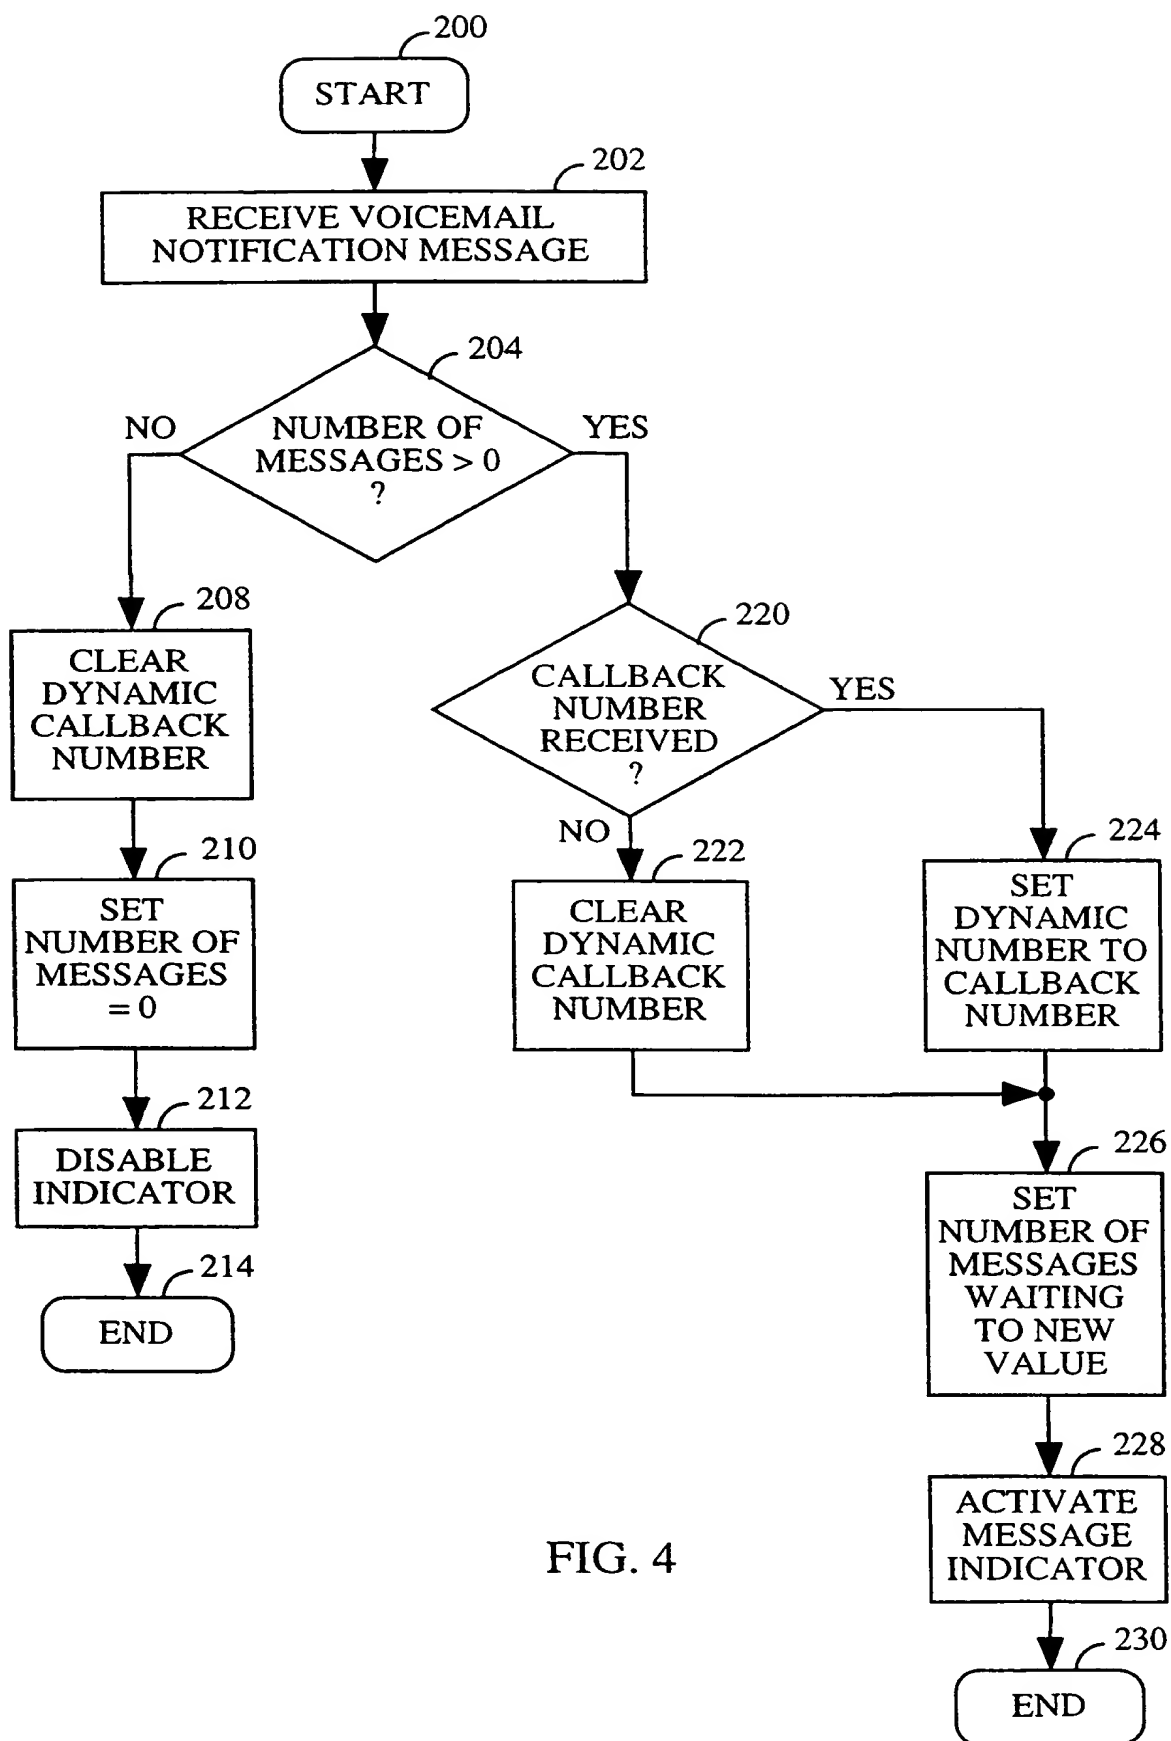 200
START
202
RECEIVE VOICEMAIL
NOTIFICATION MESSAGE
204
NO
NUMBER OF
MESSAGES > 0
?
YES
208
CLEAR
DYNAMIC
CALLBACK
NUMBER
220
CALLBACK
NUMBER
RECEIVED
?
YES
NO
210
SET
NUMBER OF
MESSAGES
= 0
222
CLEAR
DYNAMIC
CALLBACK
NUMBER
224
SET
DYNAMIC
NUMBER TO
CALLBACK
NUMBER
212
DISABLE
INDICATOR
214
END
226
SET
NUMBER OF
MESSAGES
WAITING
TO NEW
VALUE
228
ACTIVATE
MESSAGE
INDICATOR
230
END
FIG. 4